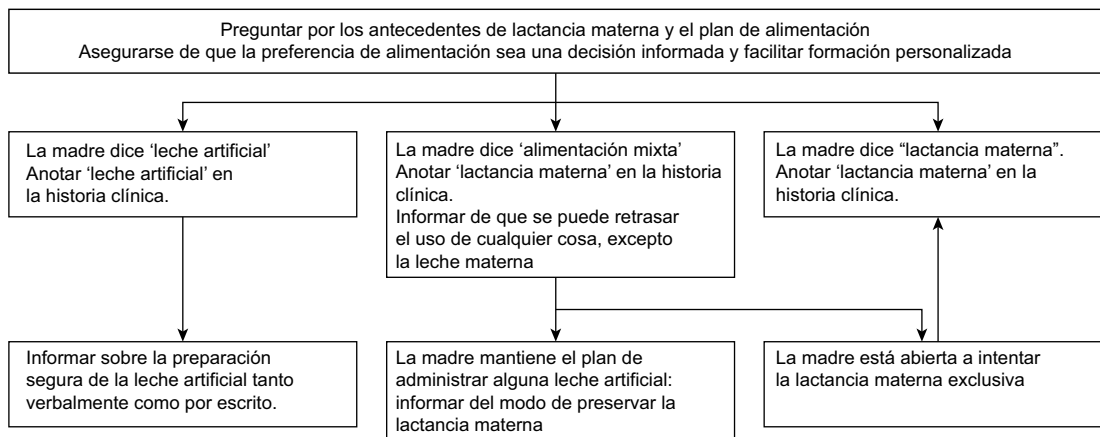 Preguntar por los antecedentes de lactancia materna y el plan de alimentación
Asegurarse de que la preferencia de alimentación sea una decisión informada y facilitar formación personalizada
La madre dice ‘leche artificial’
Anotar ‘leche artificial’ en
la historia clínica.
La madre dice ‘alimentación mixta’
Anotar ‘lactancia materna’ en la historia
clínica.
Informar de que se puede retrasar
el uso de cualquier cosa, excepto
la leche materna
La madre dice “lactancia materna”.
Anotar ‘lactancia materna’ en la
historia clínica.
Informar sobre la preparación
segura de la leche artificial tanto
verbalmente como por escrito.
La madre mantiene el plan de
administrar alguna leche artificial:
informar del modo de preservar la
lactancia materna
La madre está abierta a intentar
la lactancia materna exclusiva